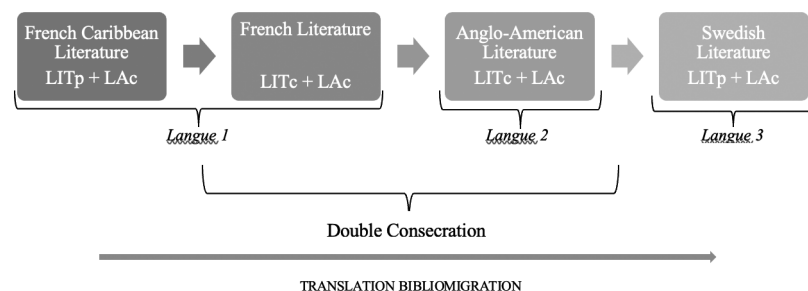 French Caribbean
Literature
LITp + LAc
French Literature
LITc + LAc
Anglo-American
Literature
LITc + LAc
Swedish
Literature
LITp + LAc
Langue 1
Langue 2
Langue 3
Double Consecration
TRANSLATION BIBLIOMIGRATION